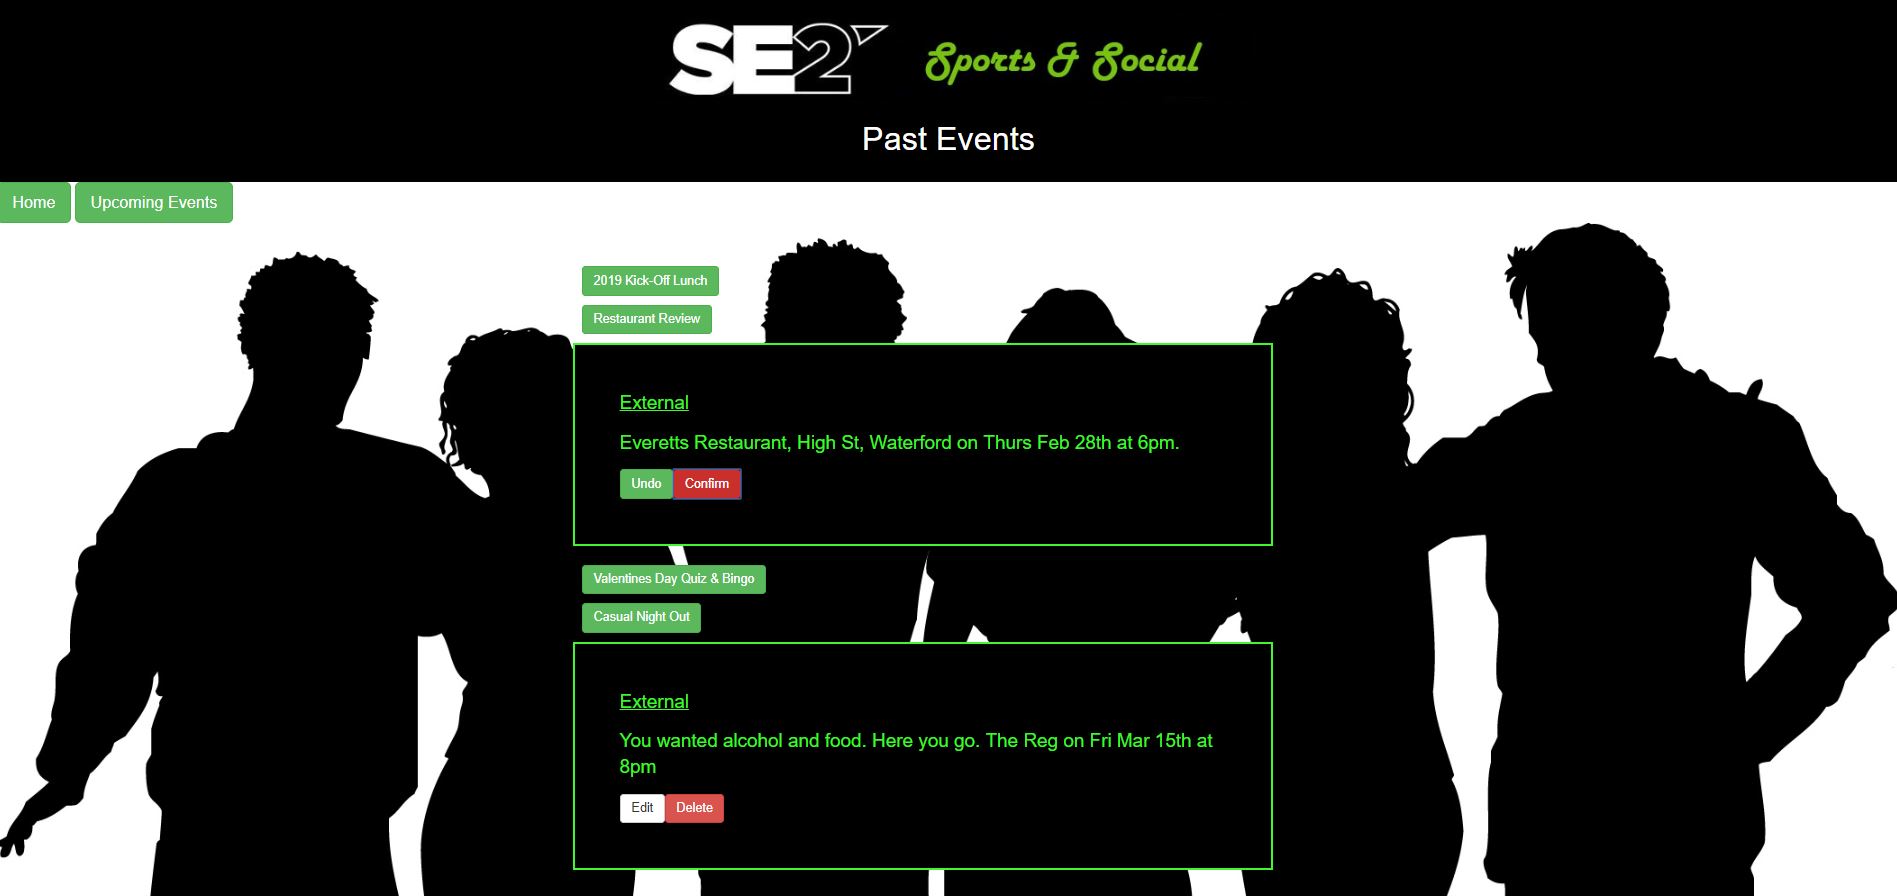 SE2 Sports & Social
Past Events
Home Upcoming Events
2019 Kick-Off Lunch
Restaurant Review
External
Everetts Restaurant, High St, Waterford on Thurs Feb 28th at 6pm.
Undo Confirm
Valentines Day Quiz & Bingo
Casual Night Out
External
You wanted alcohol and food. Here you go. The Reg on Fri Mar 15th at
8pm
Edit Delete